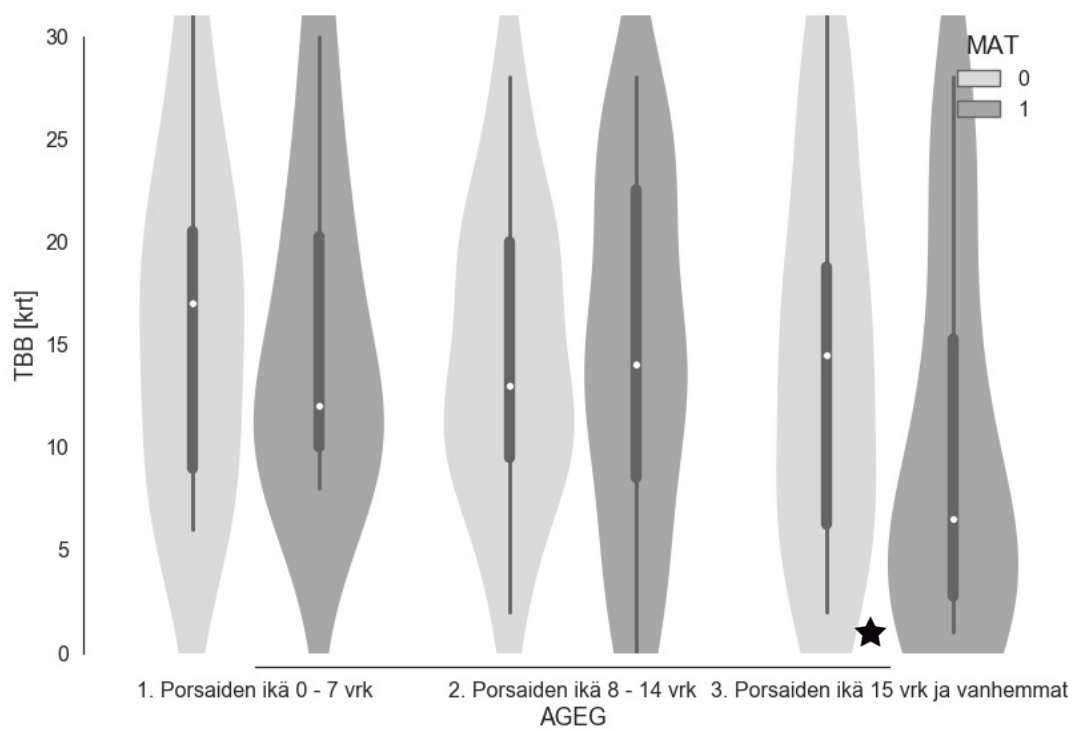 MAT
0
1
TBB [krt]
30
25
20
15
10
5
0
1. Porsaiden ikä 0 - 7 vrk
2. Porsaiden ikä 8 - 14 vrk
3. Porsaiden ikä 15 vrk ja vanhemmat
AGEG